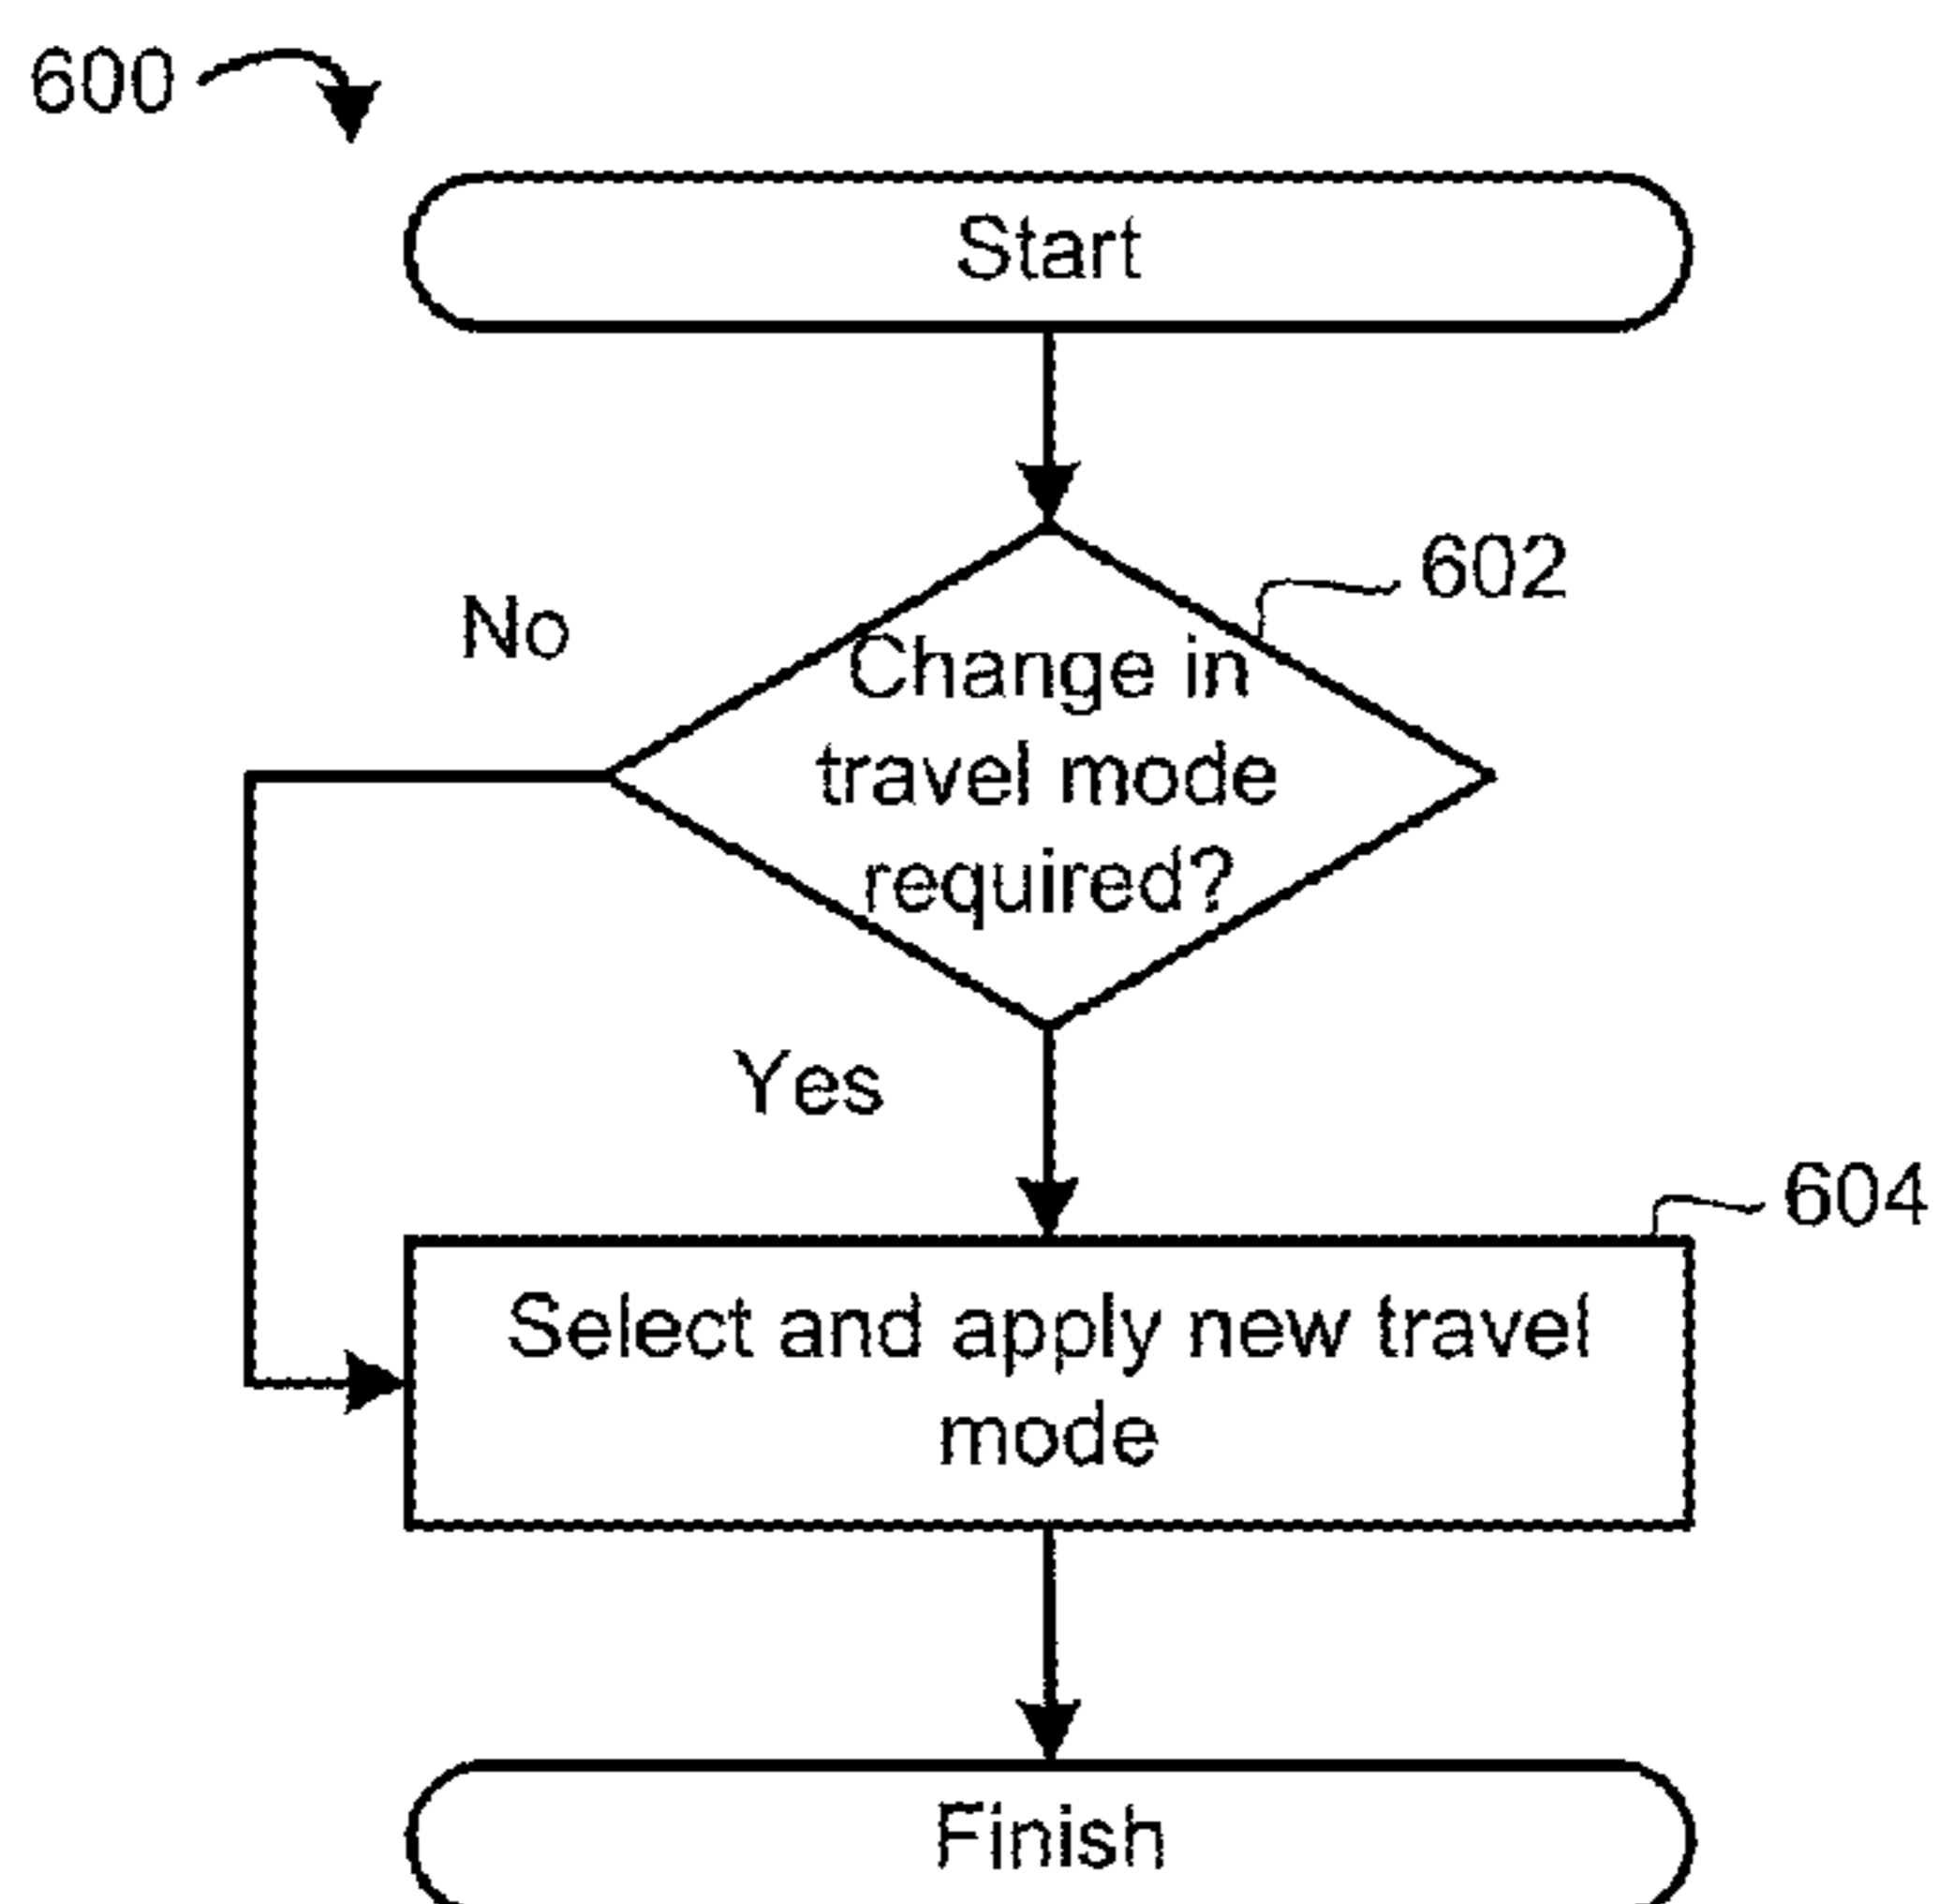 600
Start
602
No
Change in
travel mode
required?
Yes
604
Select and apply new travel
mode
Finish